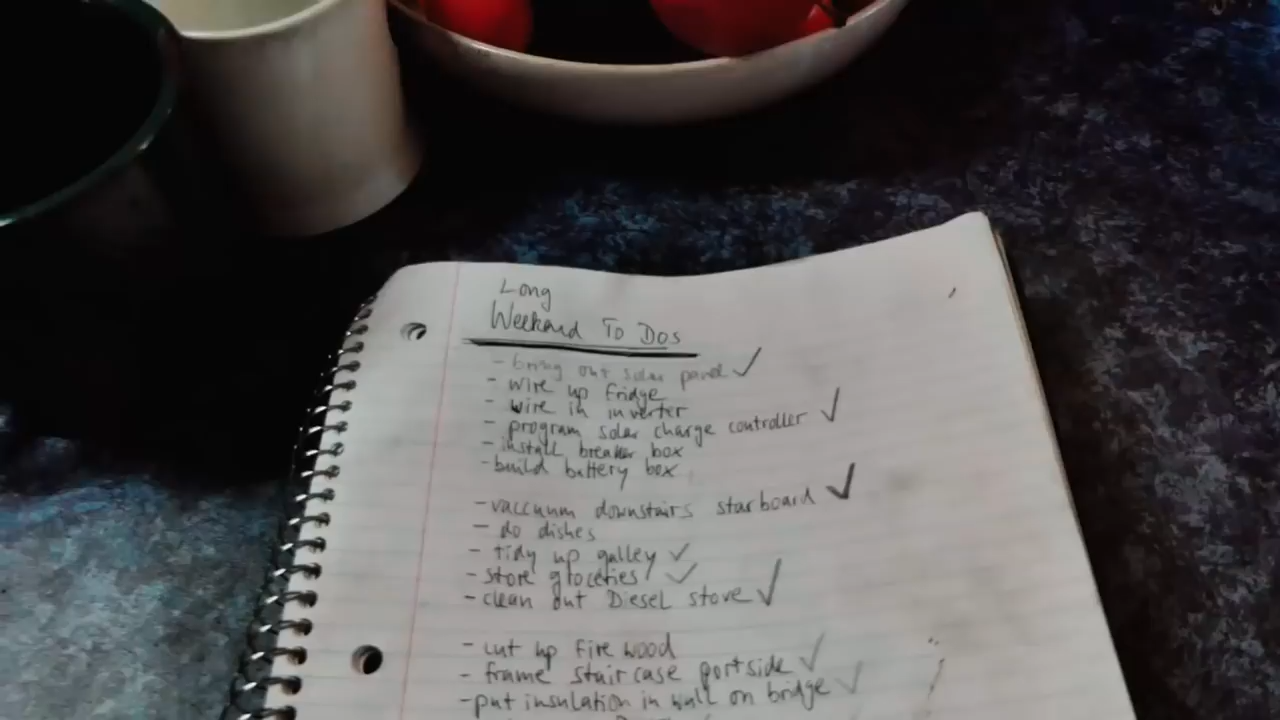 Long
Weekend To Dos
- bring out solar panel ✓
- wire up fridge
- wire in inverter
- program solar charge controller ✓
- install breaker box
- build battery box
- vaccuum downstairs starboard ✓
- do dishes
- tidy up galley ✓
- store groceries ✓
- clean out Diesel stove ✓
- cut up fire wood
- frame stair case portside ✓
- put insulation in wall on bridge ✓